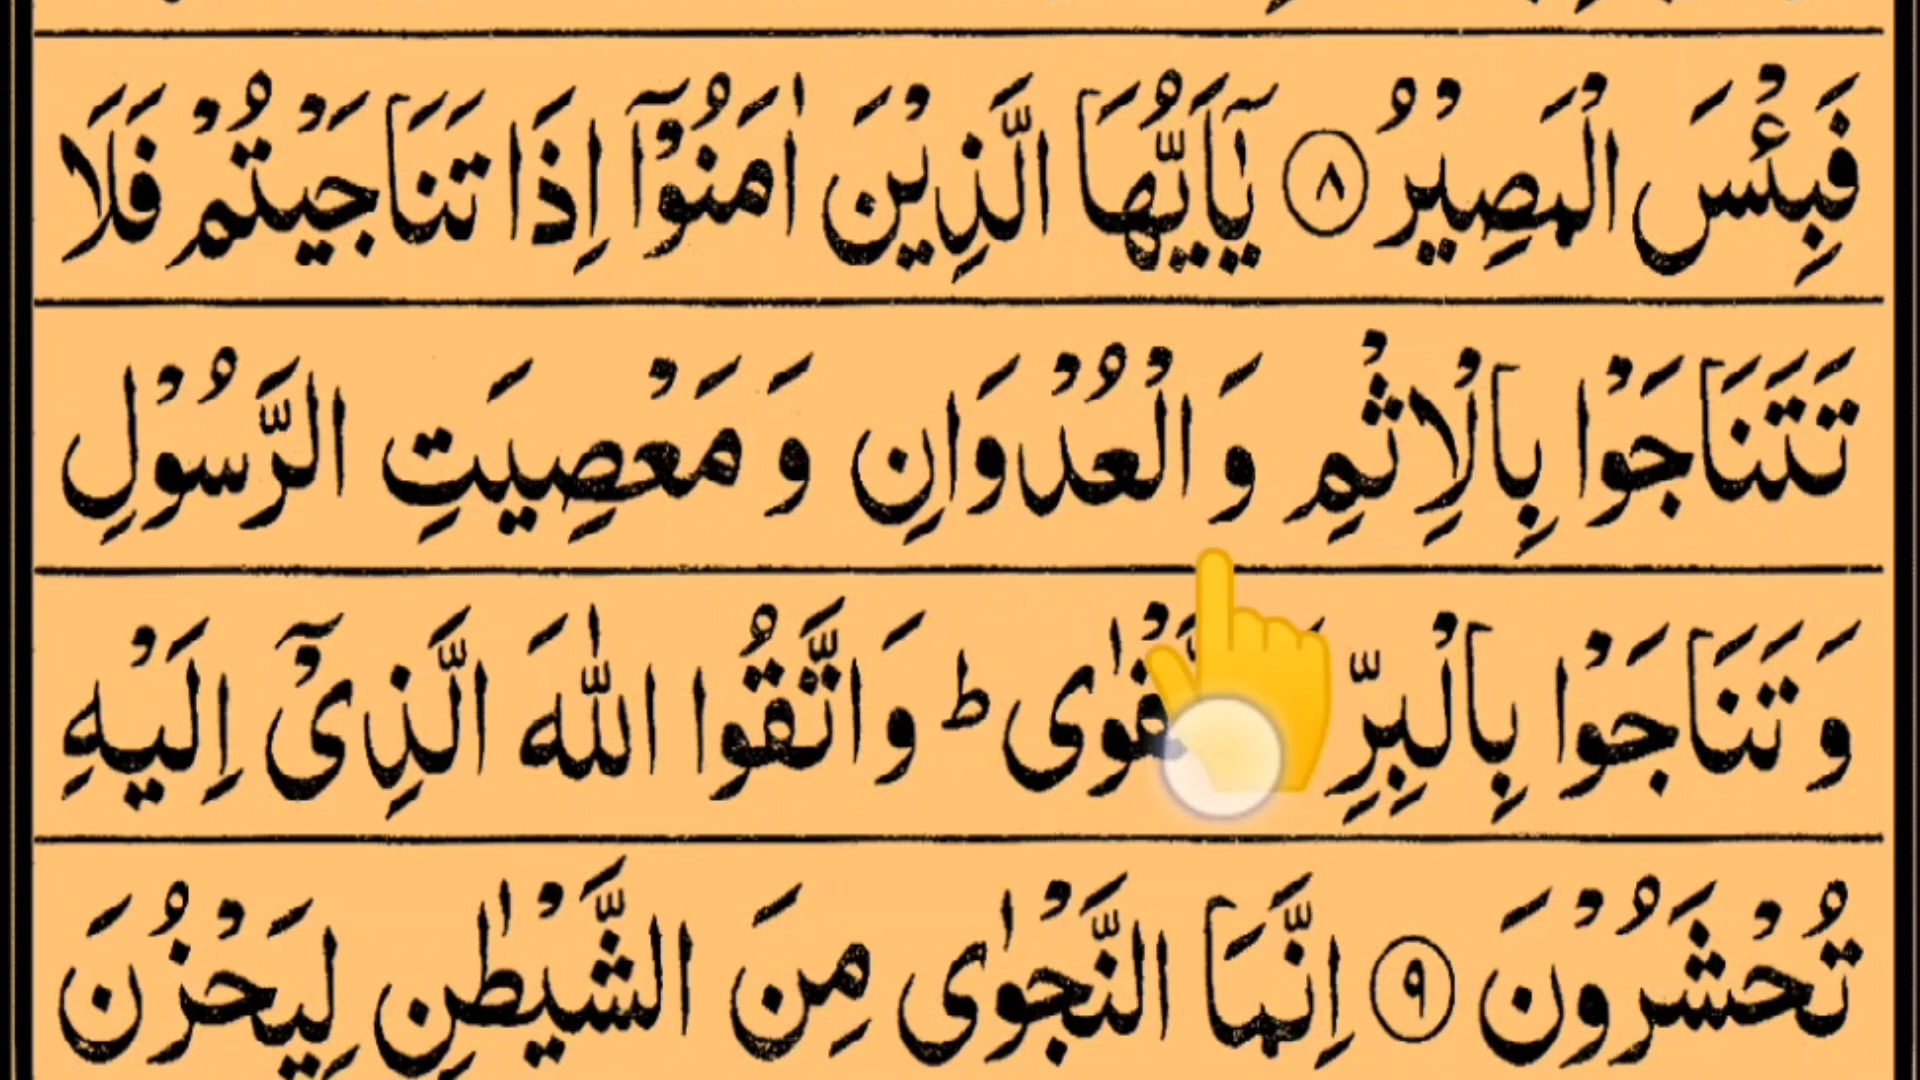 فَبِئْسَ الْمَصِيْرُ ﴿٨﴾ يٰۤاَيُّهَا الَّذِيْنَ اٰمَنُوْۤا اِذَا تَنَاجَيْتُمْ فَلَا
تَتَنَاجَوْا بِالْاِثْمِ وَ الْعُدْوَانِ وَ مَعْصِيَتِ الرَّسُوْلِ
وَ تَنَاجَوْا بِالْبِرِّ ط وَ اتَّقُوا اللّٰهَ الَّذِيْۤ اِلَيْهِ
تُحْشَرُوْنَ ﴿٩﴾ اِنَّمَا النَّجْوٰى مِنَ الشَّيْطٰنِ لِيَحْزُنَ